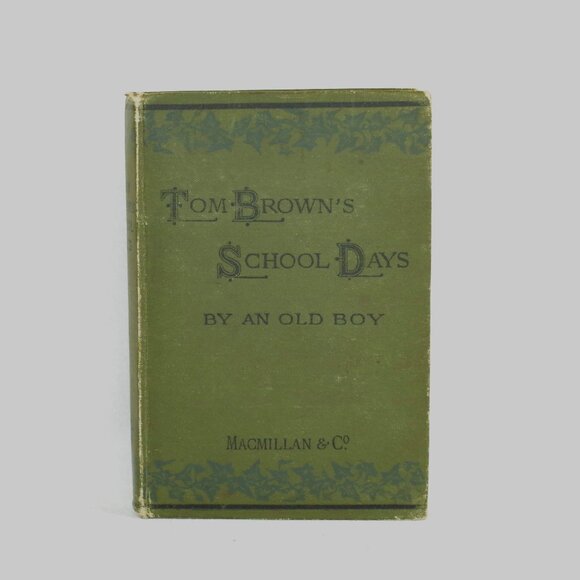 TOM BROWN'S
SCHOOL DAYS
BY AN OLD BOY
MACMILLAN & Co.